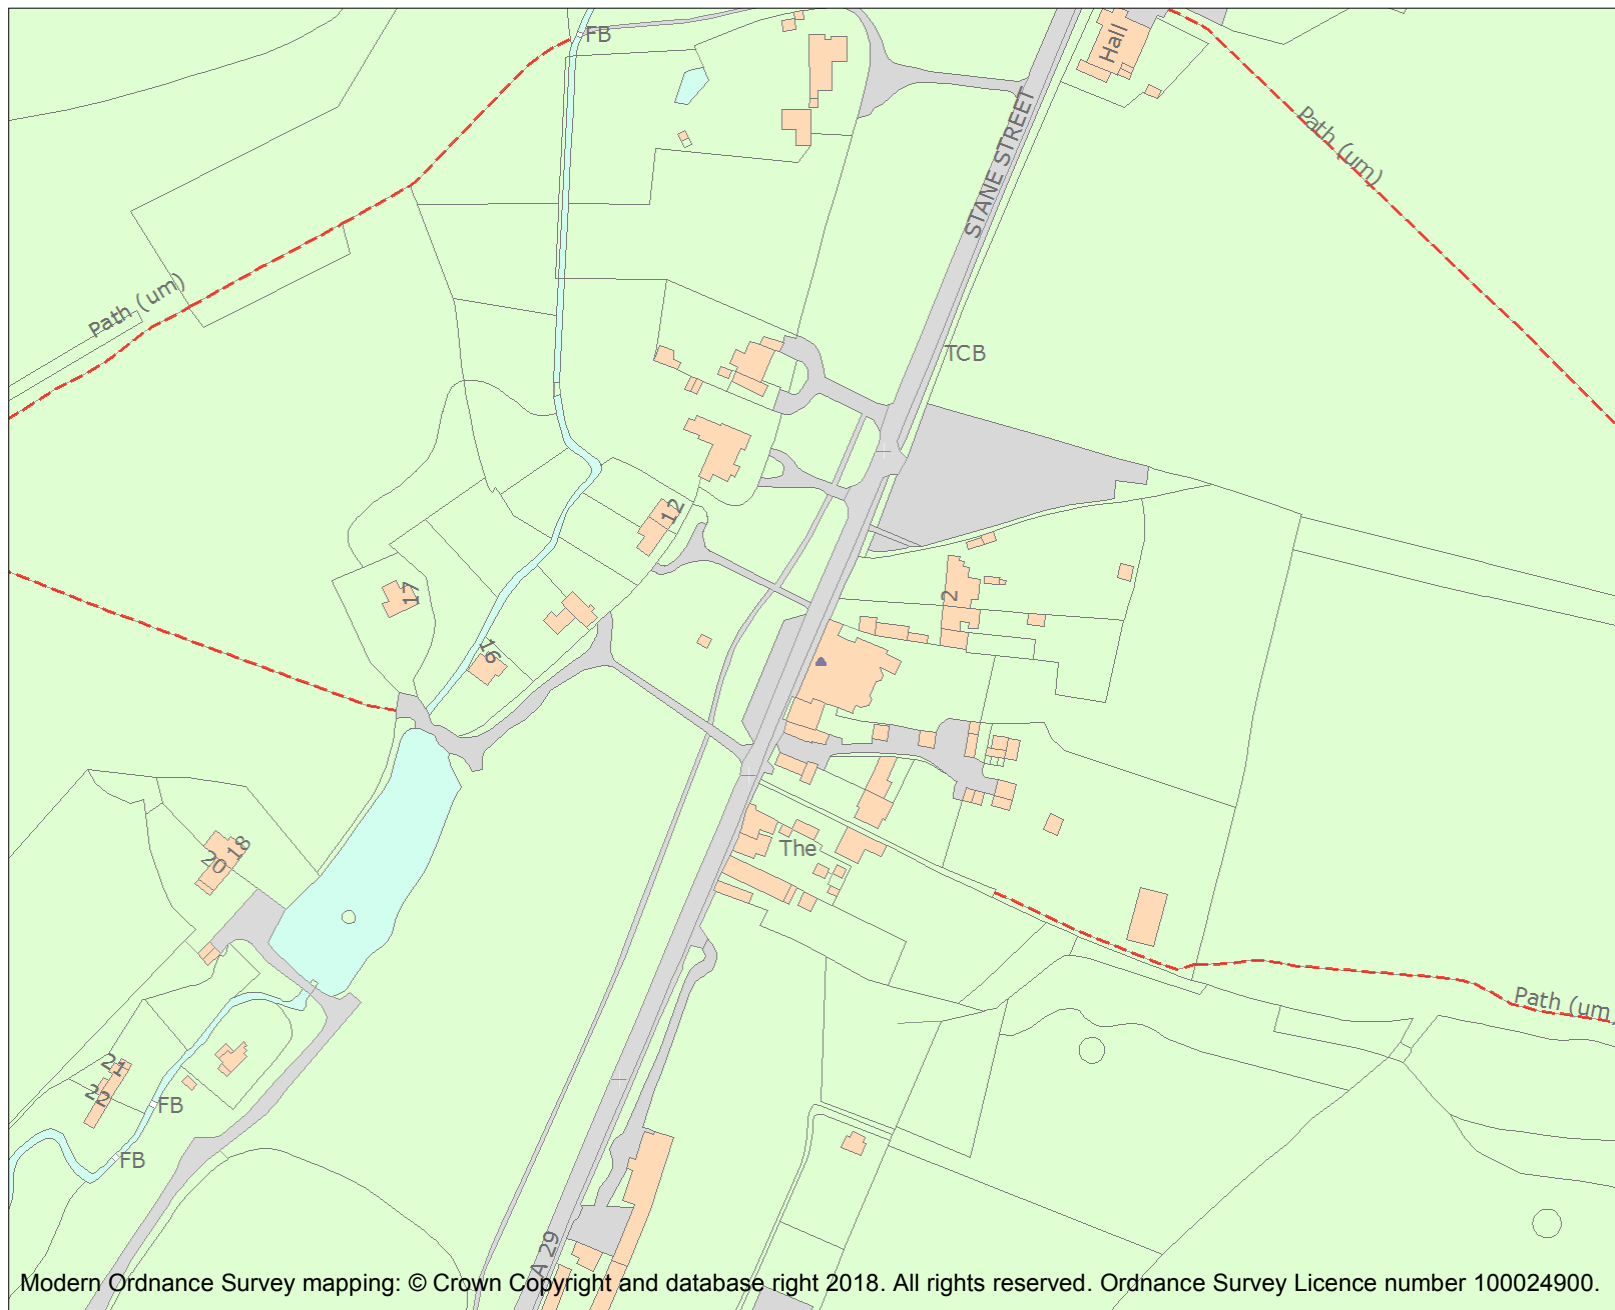 FB
Hall
STANE STREET
Path (um)
Path (um)
TCB
12
17
2
16
The
20 18
Path (um)
21
22
FB
FB
A 29
Modern Ordnance Survey mapping: © Crown Copyright and database right 2018. All rights reserved. Ordnance Survey Licence number 100024900.